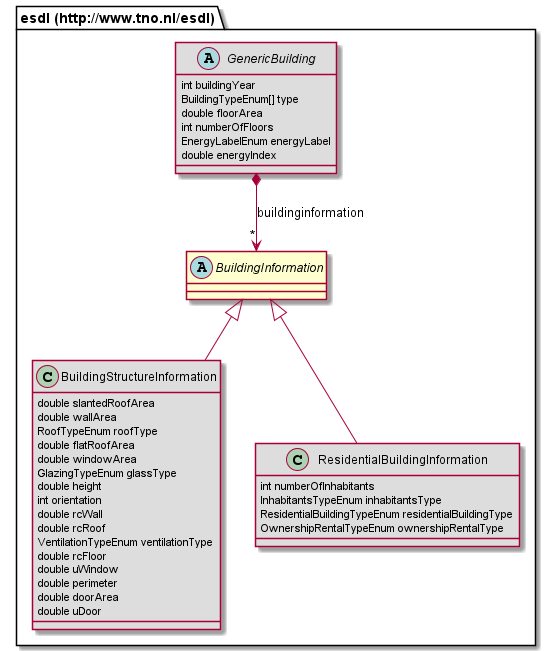 esdl (http://www.tno.nl/esdl)
A GenericBuilding
int buildingYear
BuildingTypeEnum[] type
double floorArea
int numberOfFloors
EnergyLabelEnum energyLabel
double energyIndex
buildinginformation
*
A BuildingInformation
C BuildingStructureInformation
double slantedRoofArea
double wallArea
RoofTypeEnum roofType
double flatRoofArea
double windowArea
GlazingTypeEnum glassType
double height
int orientation
double rcWall
double rcRoof
VentilationTypeEnum ventilationType
double rcFloor
double uWindow
double perimeter
double doorArea
double uDoor
C ResidentialBuildingInformation
int numberOfInhabitants
InhabitantsTypeEnum inhabitantsType
ResidentialBuildingTypeEnum residentialBuildingType
OwnershipRentalTypeEnum ownershipRentalType